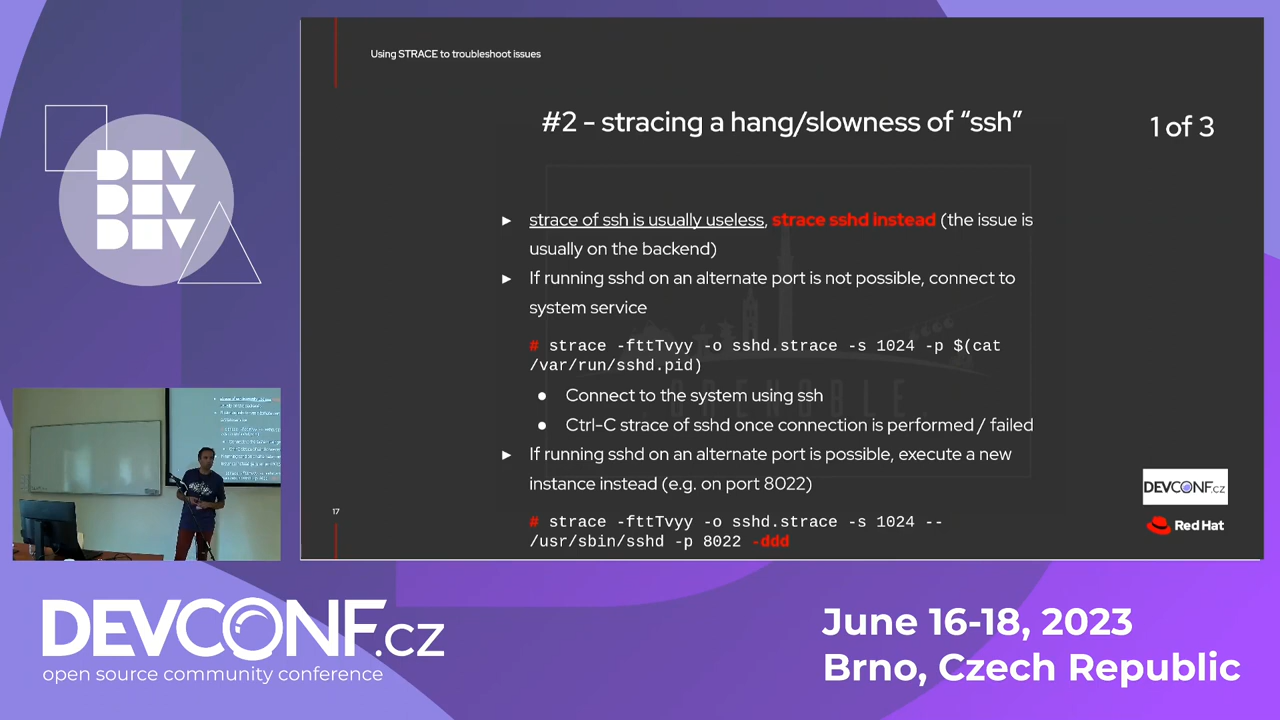 Using STRACE to troubleshoot issues
#2 - stracing a hang/slowness of “ssh”
1 of 3
► strace of ssh is usually useless, strace sshd instead (the issue is
usually on the backend)
► If running sshd on an alternate port is not possible, connect to
system service
# strace -fttTvyy -o sshd.strace -s 1024 -p $(cat
/var/run/sshd.pid)
● Connect to the system using ssh
● Ctrl-C strace of sshd once connection is performed / failed
► If running sshd on an alternate port is possible, execute a new
instance instead (e.g. on port 8022)
# strace -fttTvyy -o sshd.strace -s 1024 --
/usr/sbin/sshd -p 8022 -ddd
17
DEVCONF.cz
Red Hat
GRENOBLE
DEV
DEV
DEV
DEVCONF.cz
open source community conference
June 16-18, 2023
Brno, Czech Republic